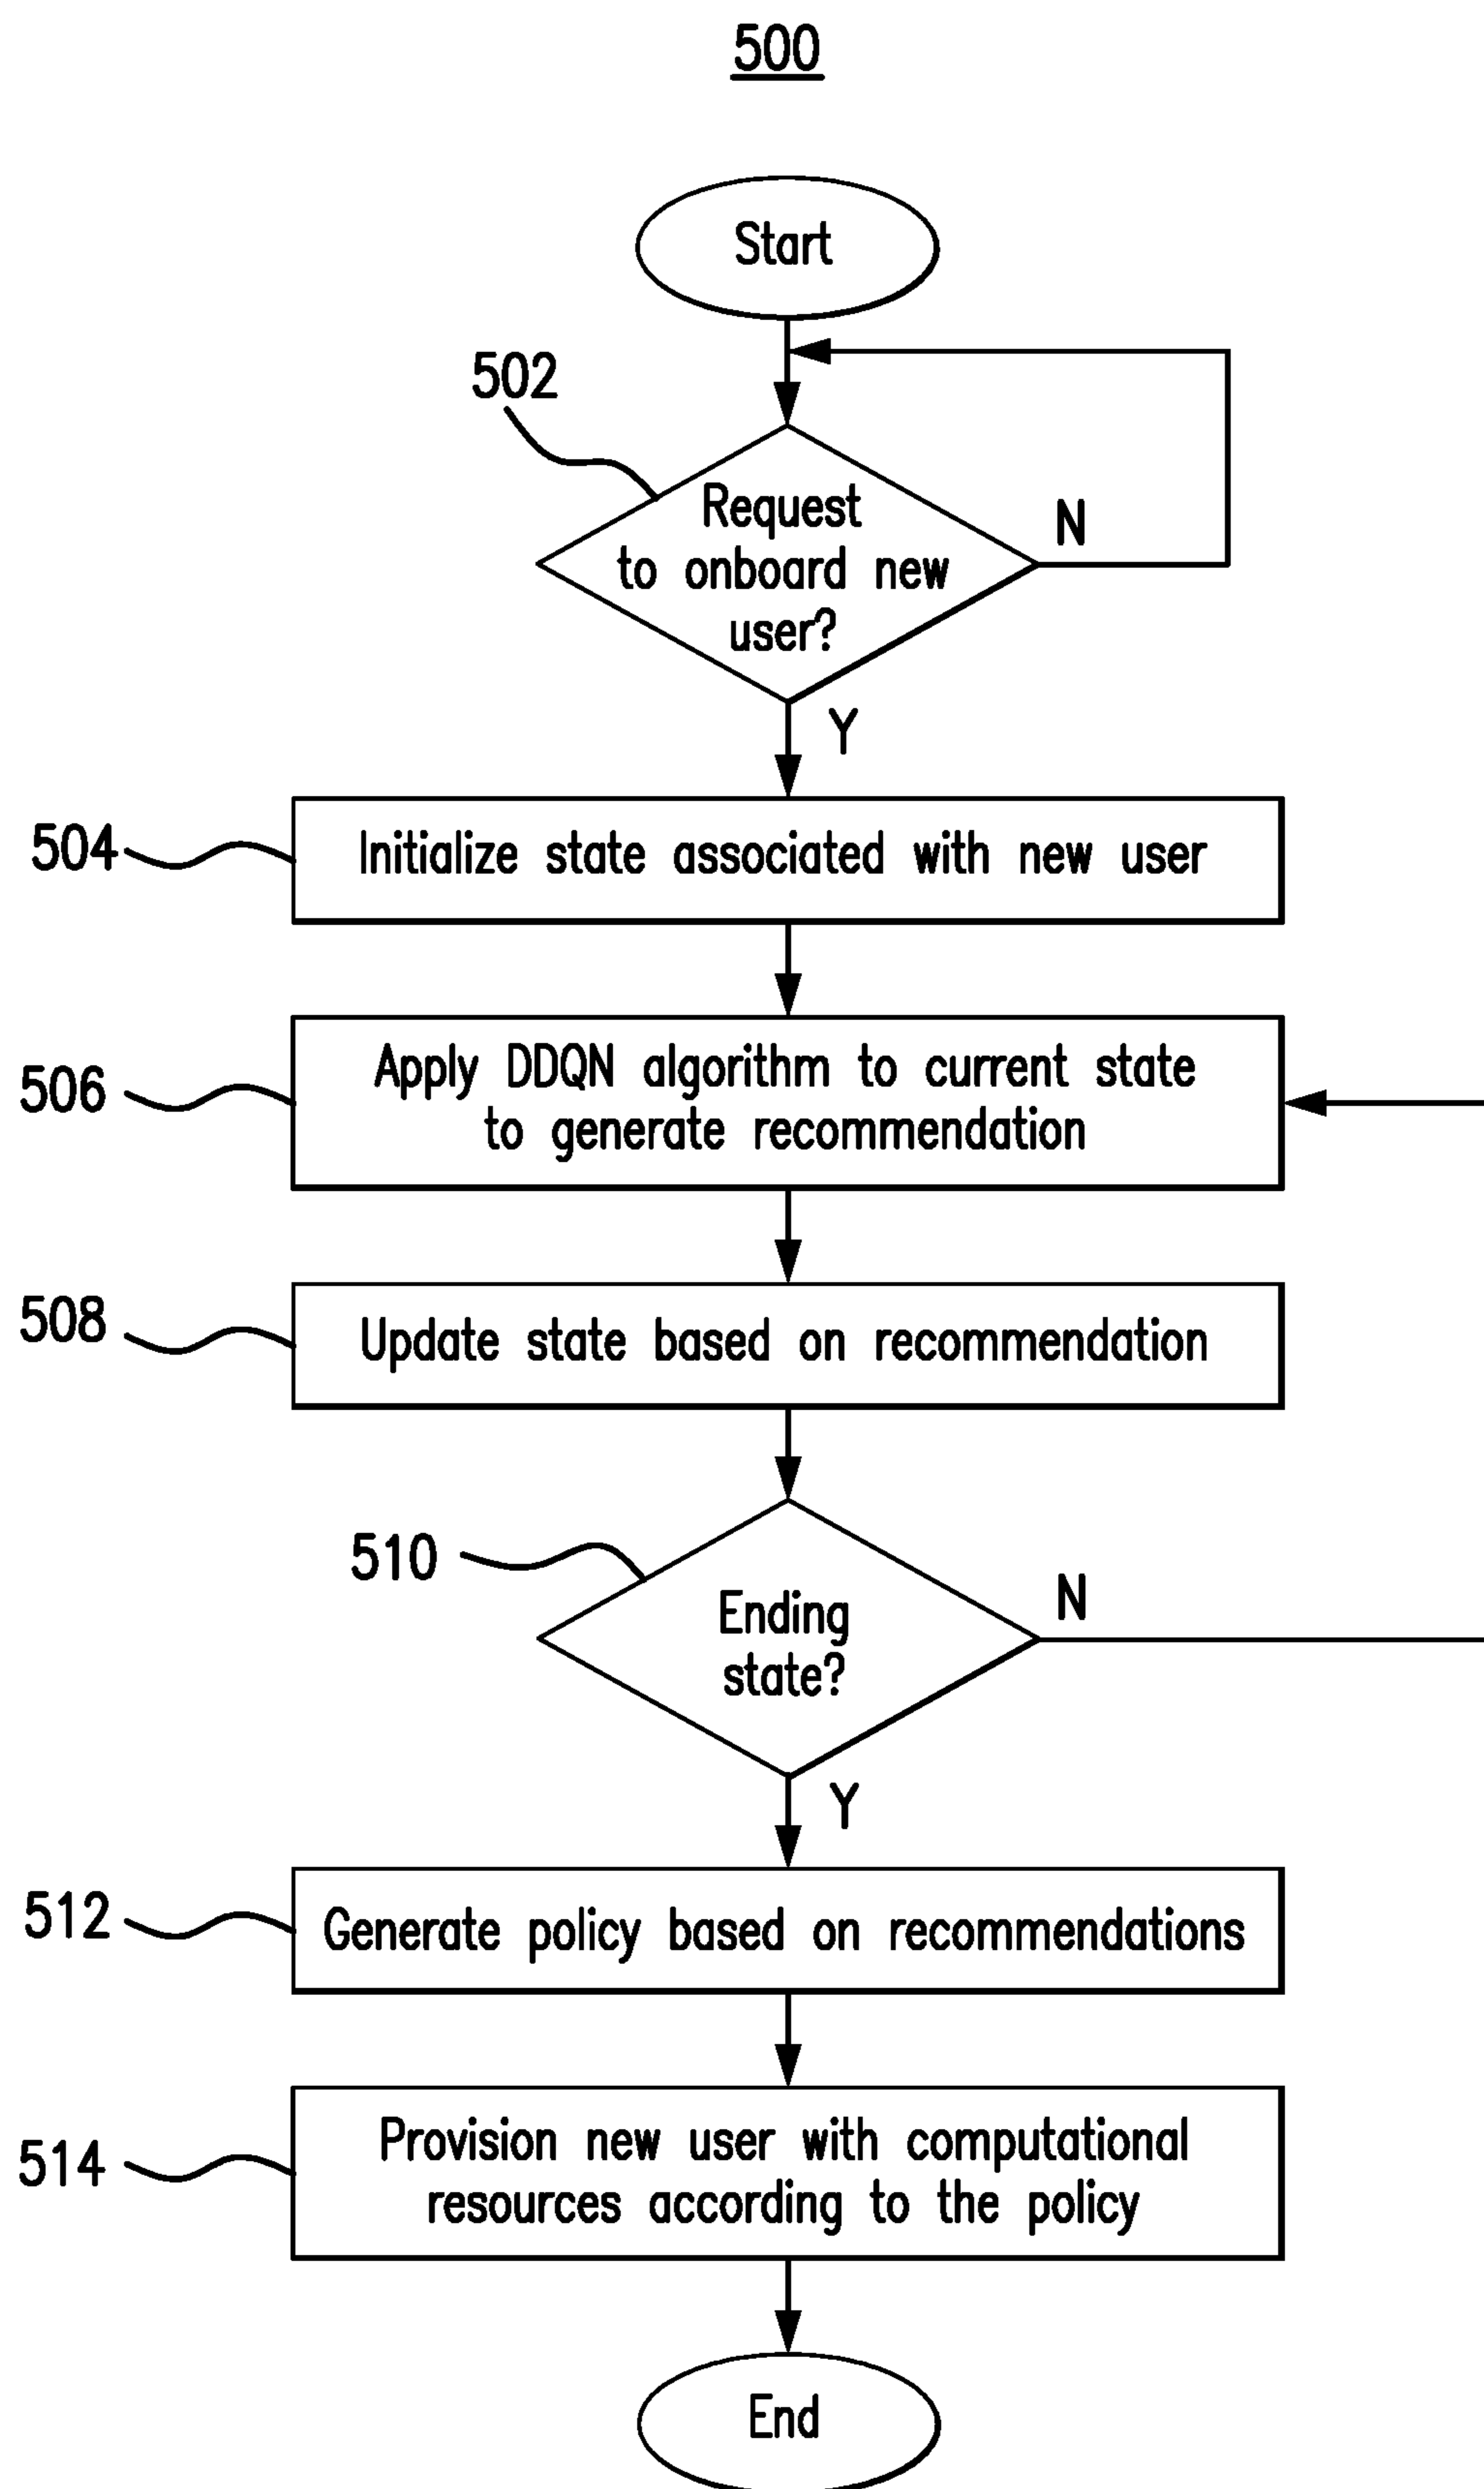 500
Start
502
Request
to onboard new
user?
N
Y
504
Initialize state associated with new user
506
Apply DDQN algorithm to current state
to generate recommendation
508
Update state based on recommendation
510
Ending
state?
N
Y
512
Generate policy based on recommendations
514
Provision new user with computational
resources according to the policy
End